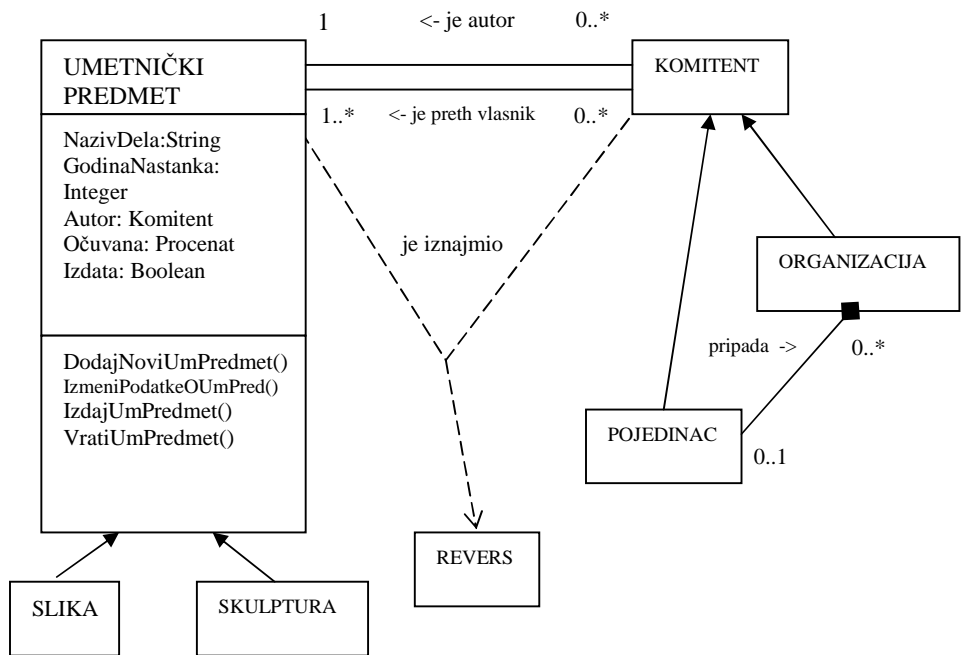 1 <- je autor 0..*
UMETNIČKI
PREDMET
KOMITENT
1..* <- je preth vlasnik 0..*
NazivDela:String
GodinaNastanka:
Integer
Autor: Komitent
Očuvana: Procenat
Izdata: Boolean
je iznajmio
ORGANIZACIJA
pripada -> 0..*
DodajNoviUmPredmet()
IzmeniPodatkeOUmPred()
IzdajUmPredmet()
VratiUmPredmet()
POJEDINAC
0..1
REVERS
SLIKA
SKULPTURA